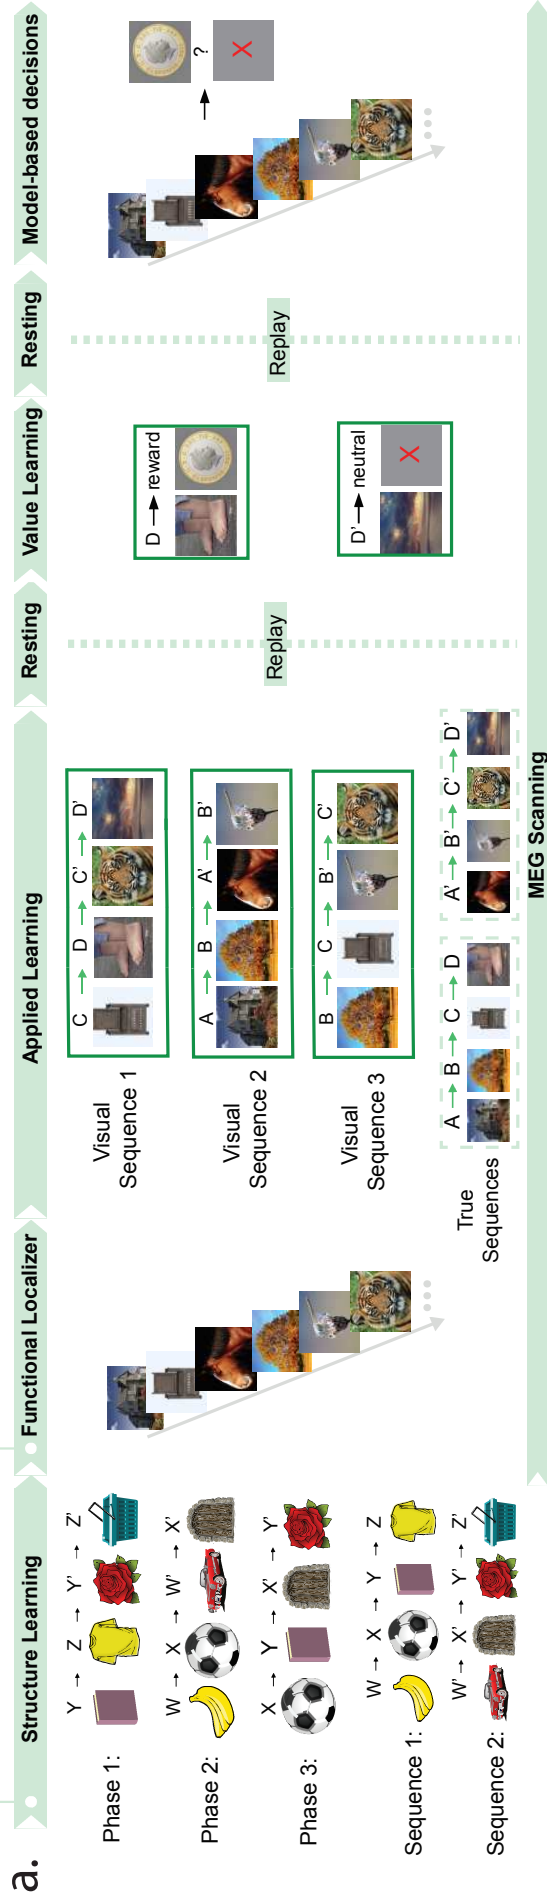 a.
Structure Learning
Functional Localizer
Applied Learning
Resting
Value Learning
Resting
Model-based decisions
Phase 1:
Y → Z → Y' → Z'
Phase 2:
W → X → W' → X'
Phase 3:
X → Y → X' → Y'
Sequence 1:
W → X → Y → Z
Sequence 2:
W' → X' → Y' → Z'
Visual
Sequence 1
C → D → C' → D'
Visual
Sequence 2
A → B → A' → B'
Visual
Sequence 3
B → C → B' → C'
True
Sequences
A → B → C → D
A' → B' → C' → D'
Replay
D → reward
D' → neutral
X
Replay
?
X
MEG Scanning